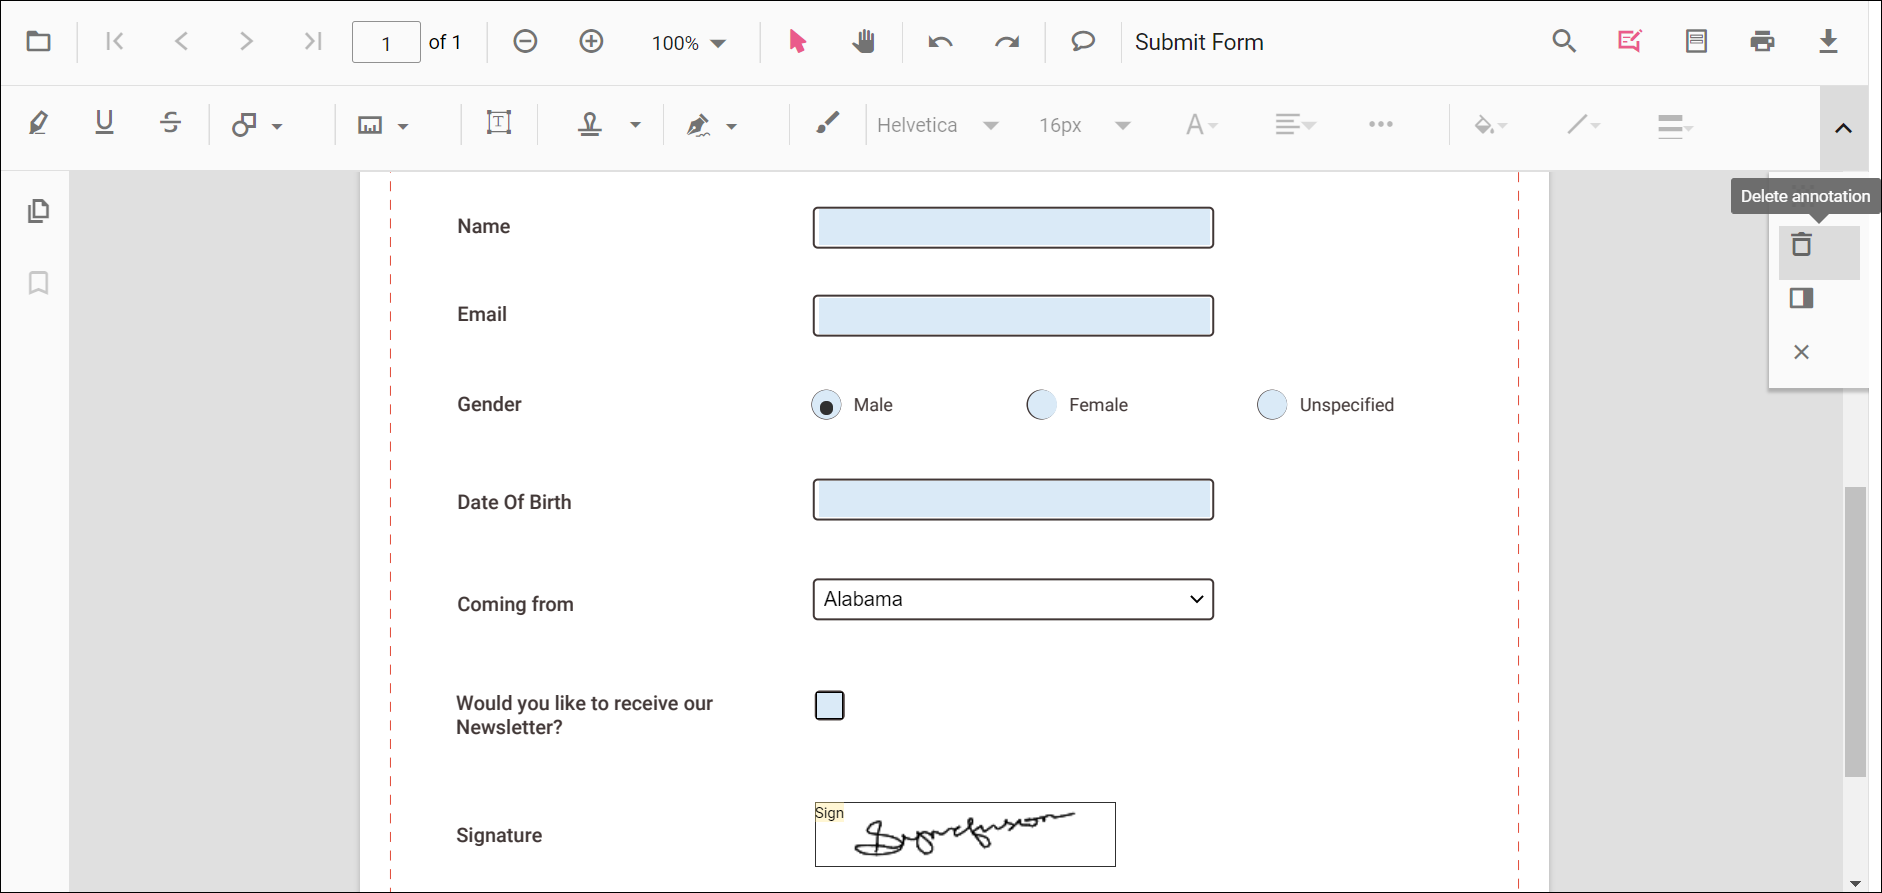 1 of 1 100% Submit Form
U S T Helvetica 16px A
Delete annotation
Name
Email
Gender Male Female Unspecified
Date Of Birth
Coming from Alabama
Would you like to receive our
Newsletter?
Sign
Signature